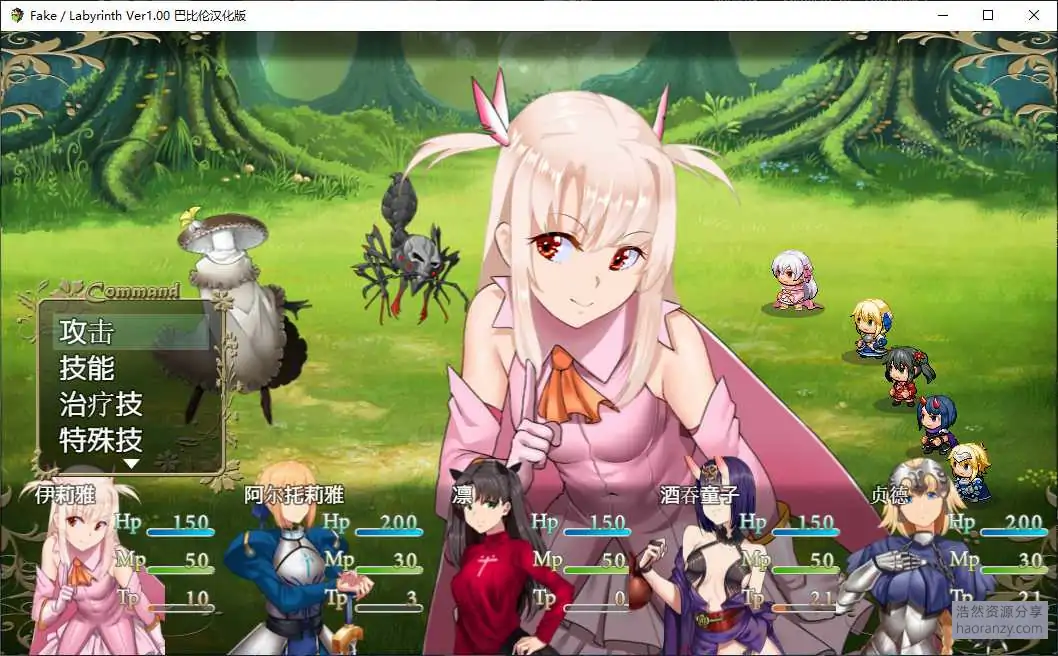 Fake / Labyrinth Ver1.00 巴比伦汉化版
Command
攻击
技能
治疗技
特殊技
伊莉雅
Hp 150
Mp 50
Tp 10
阿尔托莉雅
Hp 200
Mp 30
Tp 3
凛
Hp 150
Mp 50
Tp 0
酒吞童子
Hp 150
Mp 50
Tp 21
贞德
Hp 200
Mp 30
Tp 21
浩然资源分享
haoranzy.com